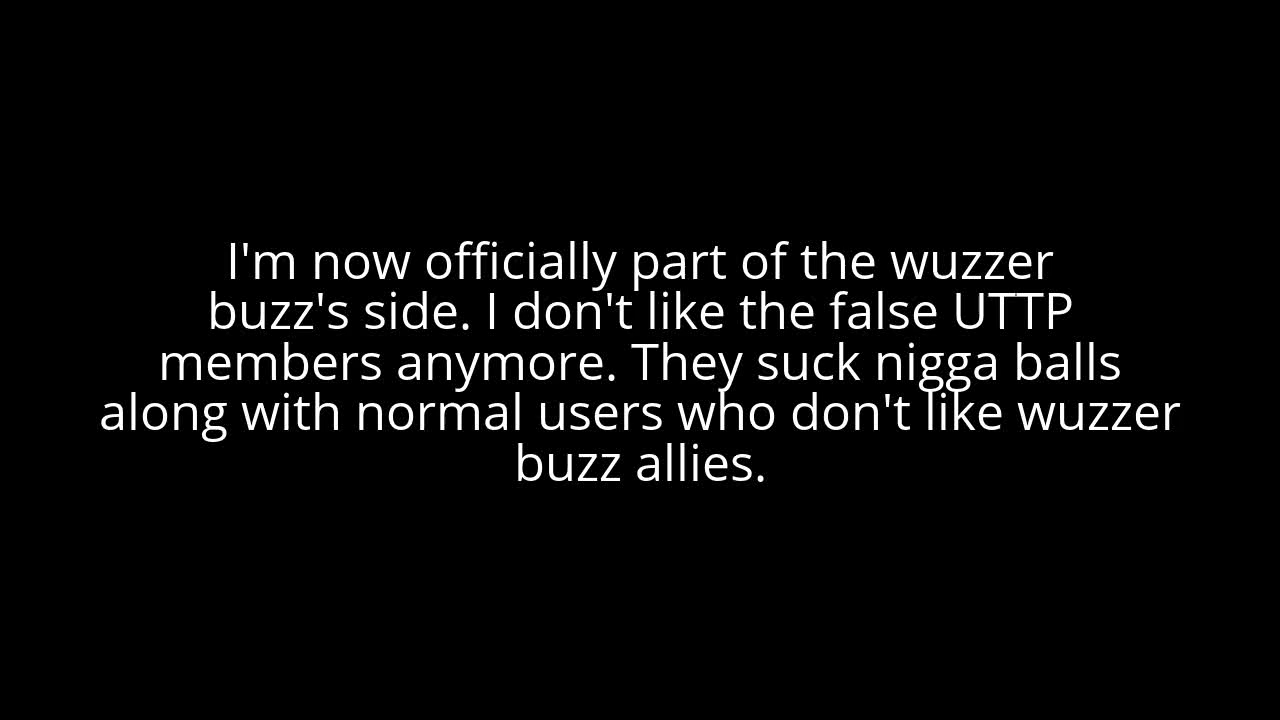 I'm now officially part of the wuzzer
buzz's side. I don't like the false UTTP
members anymore. They suck nigga balls
along with normal users who don't like wuzzer
buzz allies.